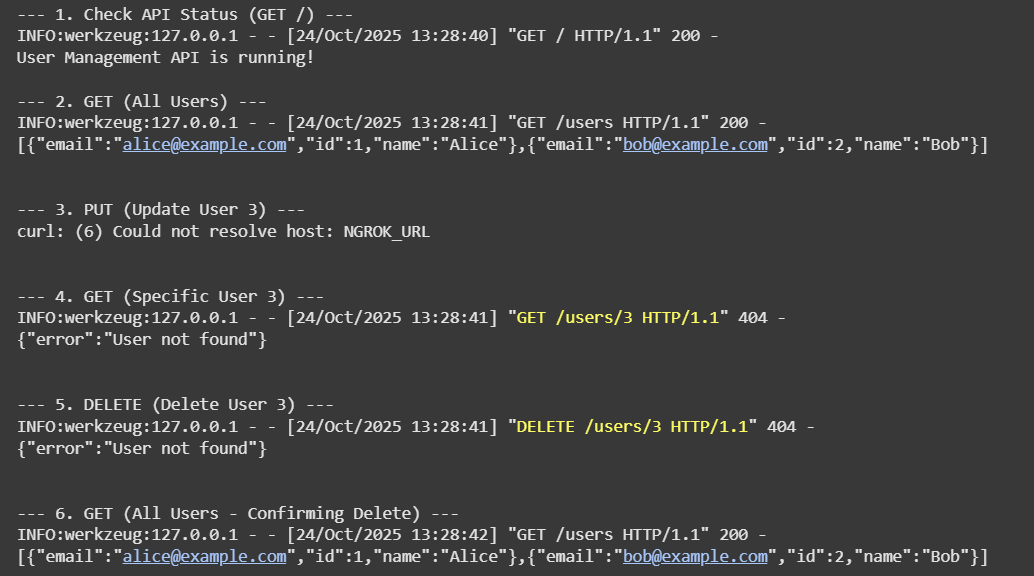 --- 1. Check API Status (GET /) ---
INFO:werkzeug:127.0.0.1 - - [24/Oct/2025 13:28:40] "GET / HTTP/1.1" 200 -
User Management API is running!
--- 2. GET (All Users) ---
INFO:werkzeug:127.0.0.1 - - [24/Oct/2025 13:28:41] "GET /users HTTP/1.1" 200 -
[{"email":"alice@example.com","id":1,"name":"Alice"},{"email":"bob@example.com","id":2,"name":"Bob"}]
--- 3. PUT (Update User 3) ---
curl: (6) Could not resolve host: NGROK_URL
--- 4. GET (Specific User 3) ---
INFO:werkzeug:127.0.0.1 - - [24/Oct/2025 13:28:41] "GET /users/3 HTTP/1.1" 404 -
{"error":"User not found"}
--- 5. DELETE (Delete User 3) ---
INFO:werkzeug:127.0.0.1 - - [24/Oct/2025 13:28:41] "DELETE /users/3 HTTP/1.1" 404 -
{"error":"User not found"}
--- 6. GET (All Users - Confirming Delete) ---
INFO:werkzeug:127.0.0.1 - - [24/Oct/2025 13:28:42] "GET /users HTTP/1.1" 200 -
[{"email":"alice@example.com","id":1,"name":"Alice"},{"email":"bob@example.com","id":2,"name":"Bob"}]